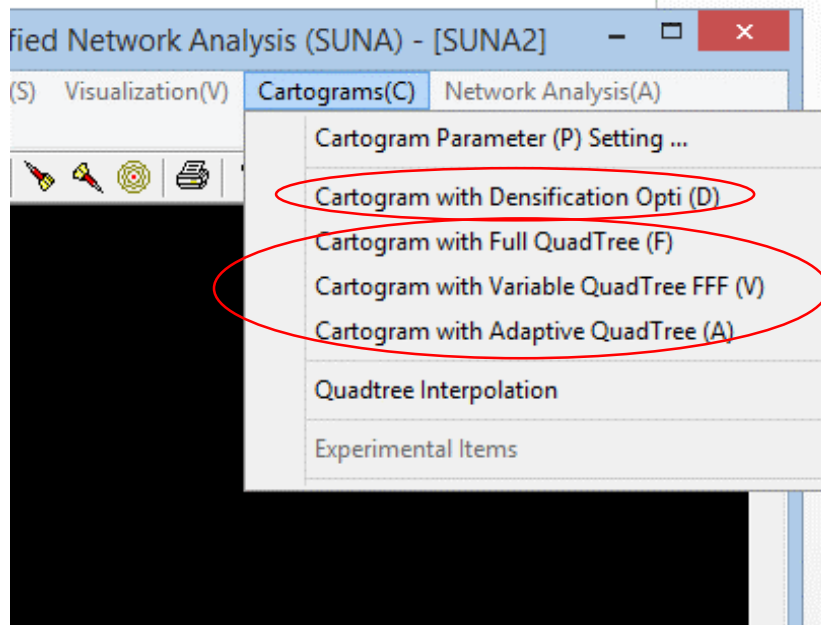 fied Network Analysis (SUNA) - [SUNA2]
(S) Visualization(V) Cartograms(C) Network Analysis(A)
Cartogram Parameter (P) Setting ...
Cartogram with Densification Opti (D)
Cartogram with Full QuadTree (F)
Cartogram with Variable QuadTree FFF (V)
Cartogram with Adaptive QuadTree (A)
Quadtree Interpolation
Experimental Items